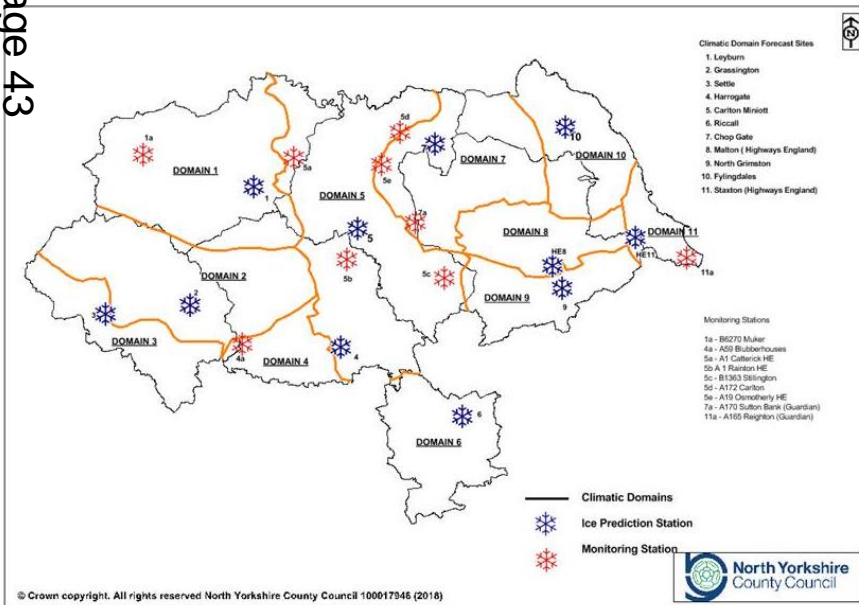 age 43
N
Climatic Domain Forecast Sites
1. Leyburn
2. Grassington
3. Settle
4. Harrogate
5. Carlton Miniott
6. Riccall
7. Chop Gate
8. Malton ( Highways England)
9. North Grimston
10. Fylingdales
11. Staxton (Highways England)
5d
1a
10
7
DOMAIN 10
5a
5e
DOMAIN 7
DOMAIN 1
1
DOMAIN 5
7a
5
DOMAIN 8
DOMAIN 11
HE8
HE11
11a
5b
5c
DOMAIN 2
2
9
DOMAIN 9
3
DOMAIN 3
4a
4
DOMAIN 4
Monitoring Stations
1a - B6270 Muker
4a - A59 Blubberhouses
5a - A1 Catterick HE
5b A 1 Rainton HE
5c - B1363 Stillington
5d - A172 Carlton
5e - A19 Osmotherly HE
7a - A170 Sutton Bank (Guardian)
11a - A165 Reighton (Guardian)
6
DOMAIN 6
Climatic Domains
Ice Prediction Station
Monitoring Station
North Yorkshire
County Council
© Crown copyright. All rights reserved North Yorkshire County Council 100017946 (2018)